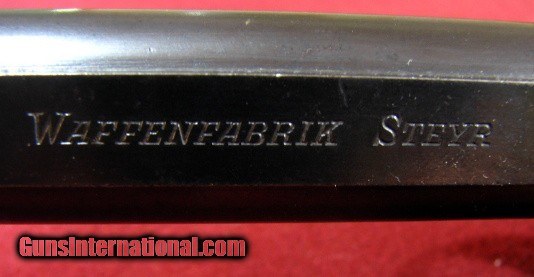 WAFFENFABRIK STEYR
GunsInternational.com